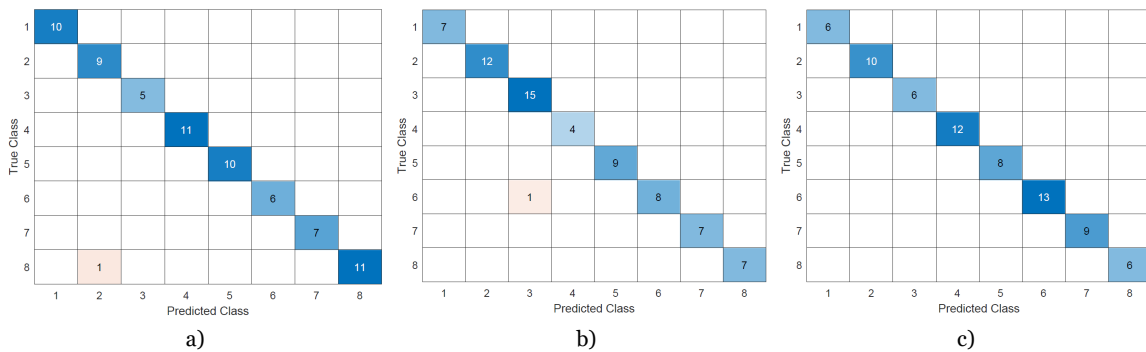 1 10
2 9
3 5
4 11
5 10
6 6
7 7
8 1 11
1 2 3 4 5 6 7 8
True Class
Predicted Class
a)
1 7
2 12
3 15
4 4
5 9
6 1 8
7 7
8 7
1 2 3 4 5 6 7 8
True Class
Predicted Class
b)
1 6
2 10
3 6
4 12
5 8
6 13
7 9
8 6
1 2 3 4 5 6 7 8
True Class
Predicted Class
c)